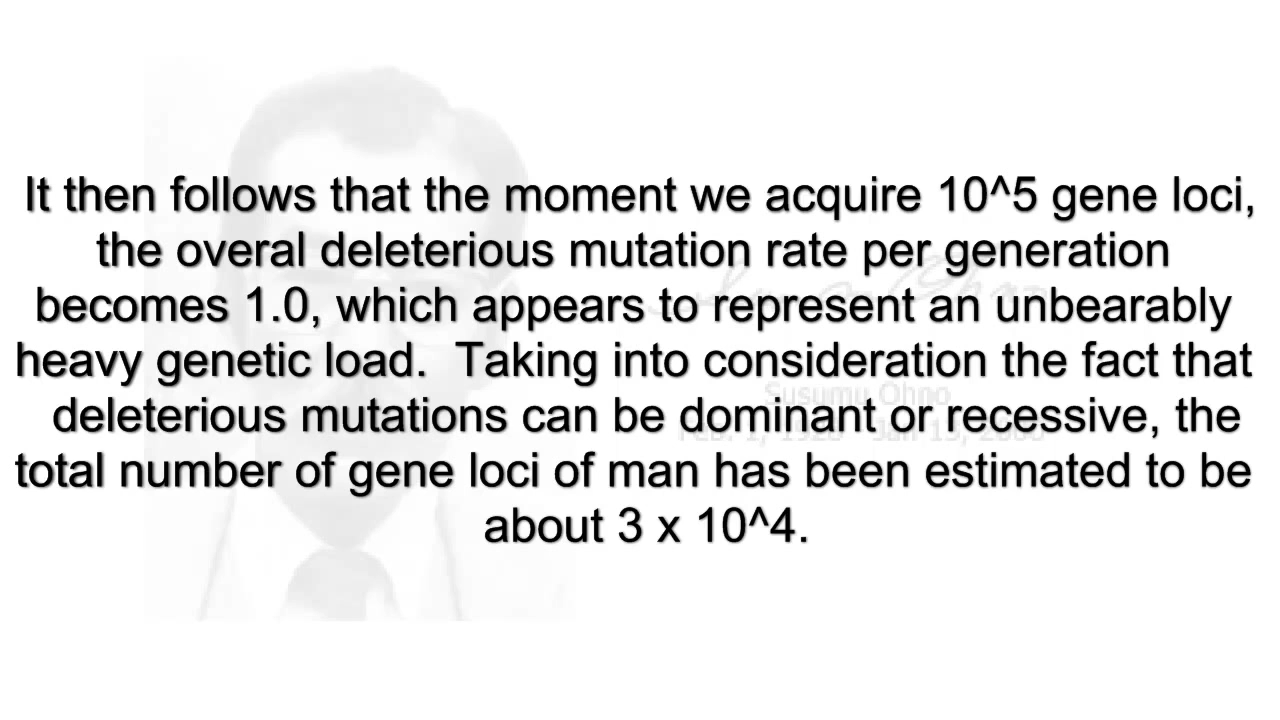 It then follows that the moment we acquire 10^5 gene loci,
the overal deleterious mutation rate per generation
becomes 1.0, which appears to represent an unbearably
heavy genetic load.  Taking into consideration the fact that
deleterious mutations can be dominant or recessive, the
total number of gene loci of man has been estimated to be
about 3 x 10^4.
Susumu Ohno